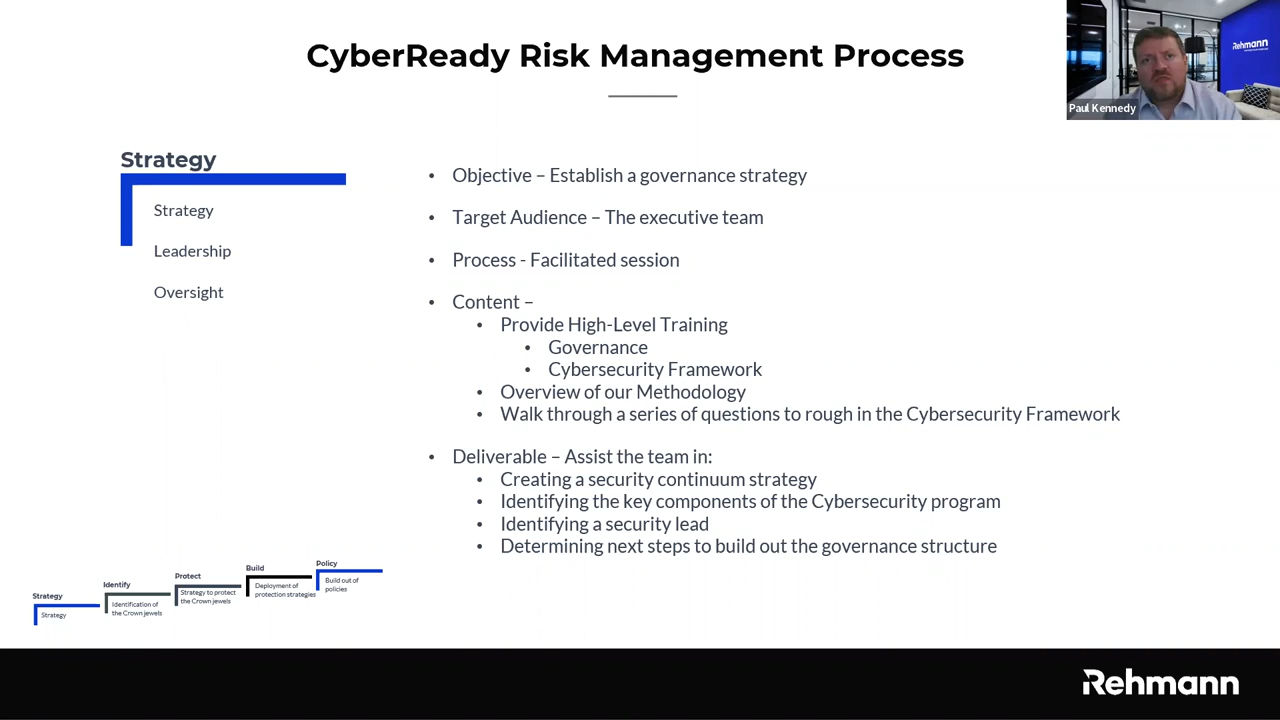 CyberReady Risk Management Process
Rehmann
Paul Kennedy
Strategy
Strategy
Leadership
Oversight
• Objective – Establish a governance strategy
• Target Audience – The executive team
• Process - Facilitated session
• Content –
• Provide High-Level Training
• Governance
• Cybersecurity Framework
• Overview of our Methodology
• Walk through a series of questions to rough in the Cybersecurity Framework
• Deliverable – Assist the team in:
• Creating a security continuum strategy
• Identifying the key components of the Cybersecurity program
• Identifying a security lead
• Determining next steps to build out the governance structure
Strategy
Strategy
Identify
Identification of
the Crown jewels
Protect
Strategy to protect
the Crown jewels
Build
Deployment of
protection strategies
Policy
Build out of
policies
Rehmann